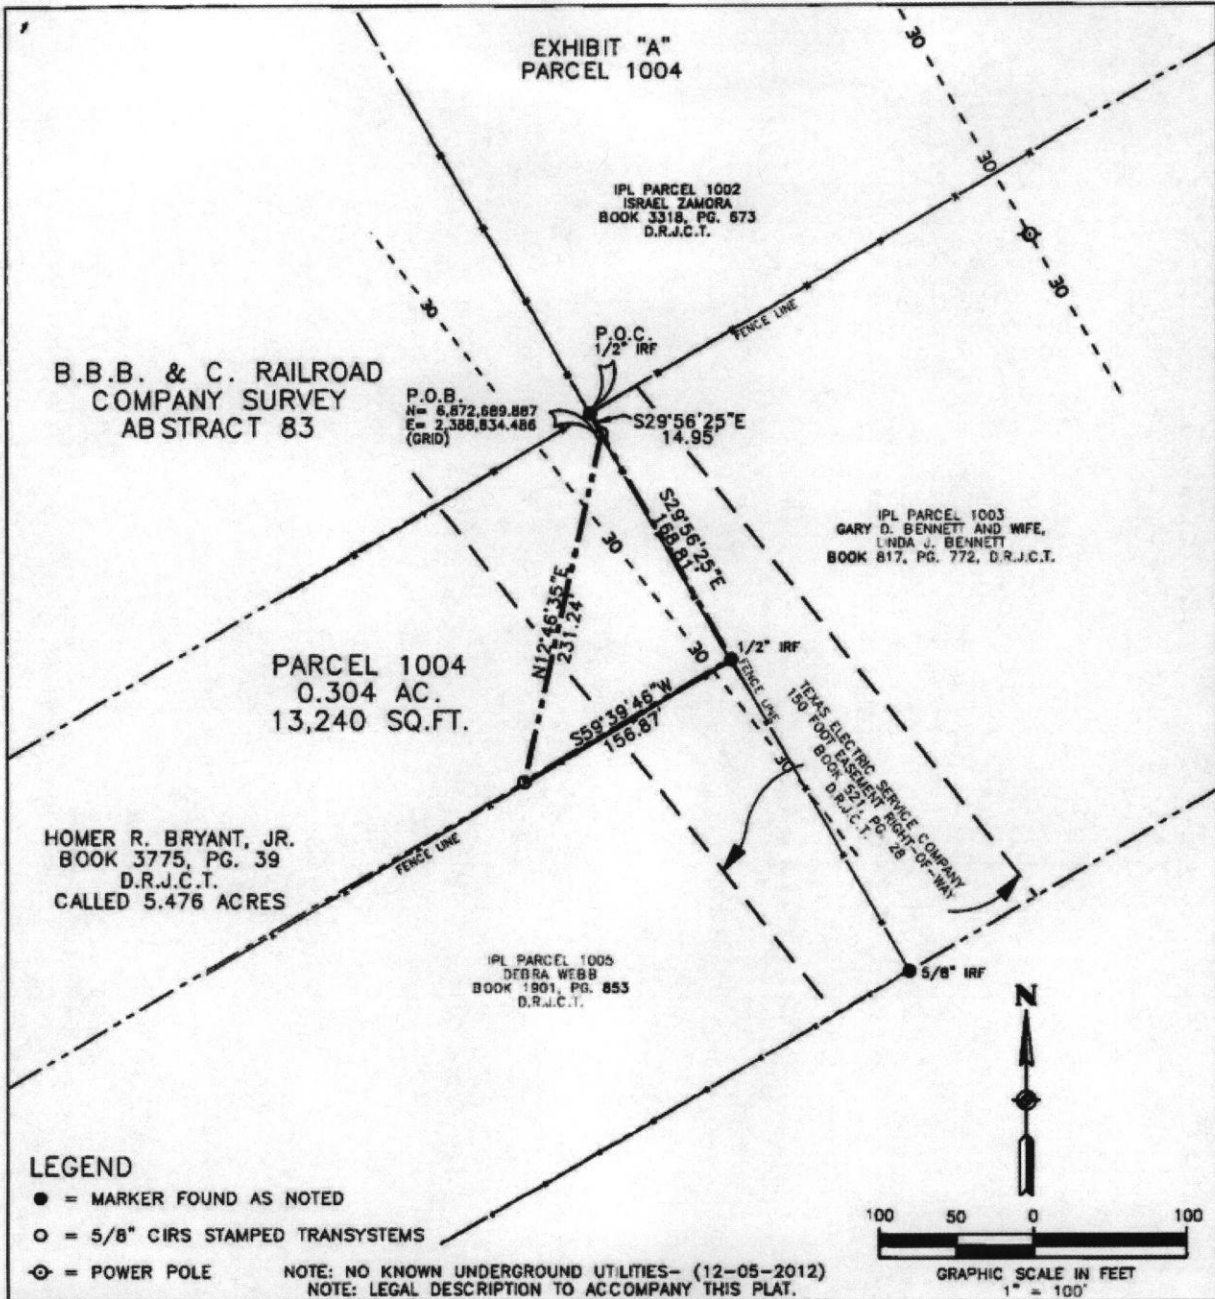 EXHIBIT "A"
PARCEL 1004
30
30
30
IPL PARCEL 1002
ISRAEL ZAMORA
BOOK 3318, PG. 573
D.R.J.C.T.
30
FENCE LINE
P.O.C.
1/2" IRF
B.B.B. & C. RAILROAD
COMPANY SURVEY
ABSTRACT 83
P.O.B.
N= 6,872,689.887
E= 2,388,834.486
(GRID)
S29°56'25"E
14.95'
S29°56'25"E
168.81'
30
IPL PARCEL 1003
GARY D. BENNETT AND WIFE,
LINDA J. BENNETT
BOOK 817, PG. 772, D.R.J.C.T.
N12°46'35"E
231.24'
30
1/2" IRF
FENCE LINE
PARCEL 1004
0.304 AC.
13,240 SQ.FT.
S59°39'46"W
156.87'
30
TEXAS ELECTRIC SERVICE COMPANY
150 FOOT EASEMENT RIGHT-OF-WAY
BOOK 521, PG. 28
D.R.J.C.T.
HOMER R. BRYANT, JR.
BOOK 3775, PG. 39
D.R.J.C.T.
CALLED 5.476 ACRES
FENCE LINE
IPL PARCEL 1005
DEBRA WEBB
BOOK 1901, PG. 853
D.R.J.C.T.
5/8" IRF
N
LEGEND
= MARKER FOUND AS NOTED
= 5/8" CIRS STAMPED TRANSYSTEMS
= POWER POLE
NOTE: NO KNOWN UNDERGROUND UTILITIES- (12-05-2012)
NOTE: LEGAL DESCRIPTION TO ACCOMPANY THIS PLAT.
100 50 0 100
GRAPHIC SCALE IN FEET
1" = 100'